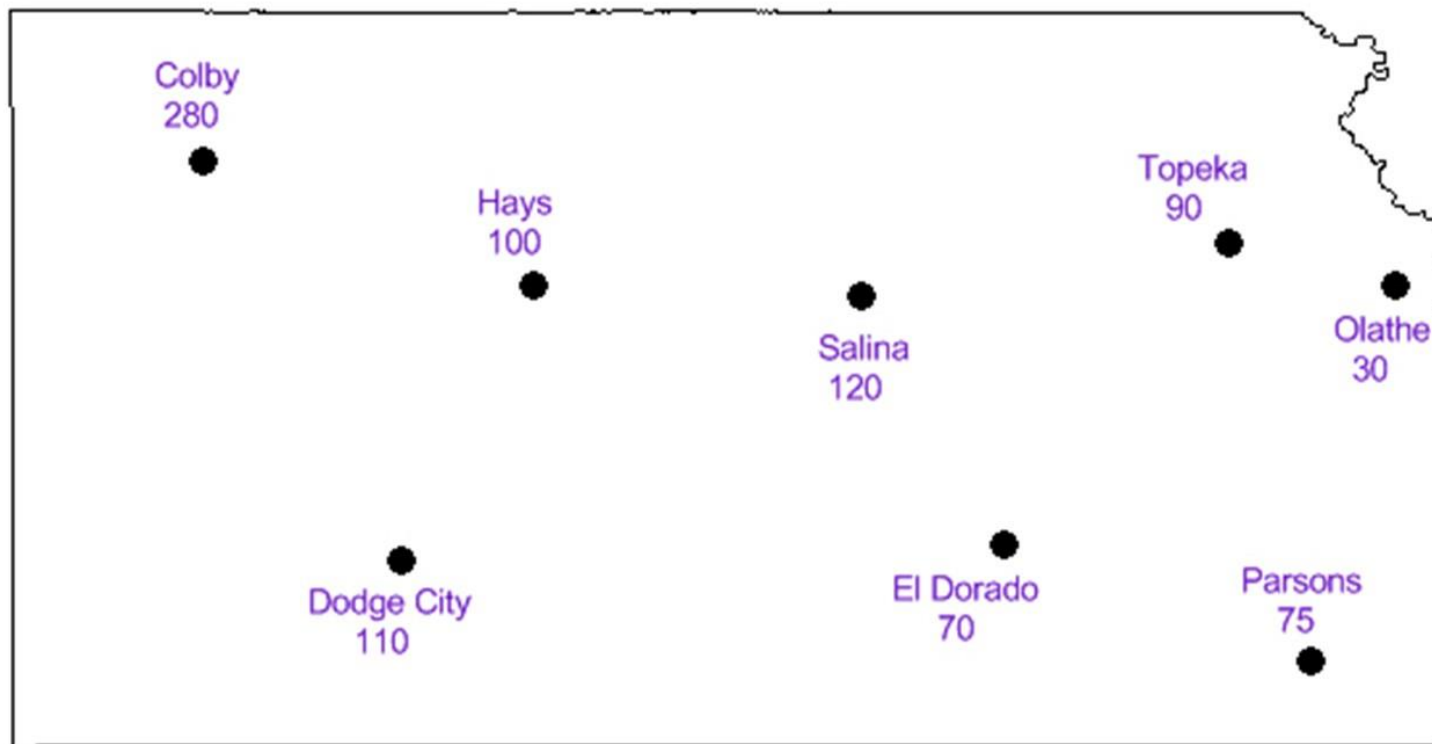 Colby
280
Hays
100
Topeka
90
Salina
120
Olathe
30
Dodge City
110
El Dorado
70
Parsons
75